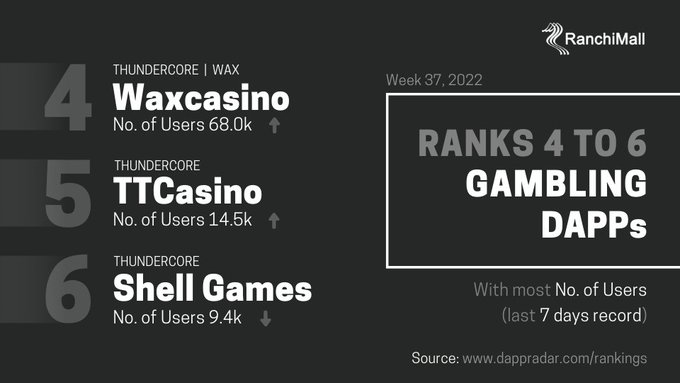 RanchiMall
4
THUNDERCORE | WAX
Waxcasino
No. of Users 68.0k
5
THUNDERCORE
TTCasino
No. of Users 14.5k
6
THUNDERCORE
Shell Games
No. of Users 9.4k
Week 37, 2022
RANKS 4 TO 6
GAMBLING
DAPPs
With most No. of Users
(last 7 days record)
Source: www.dappradar.com/rankings